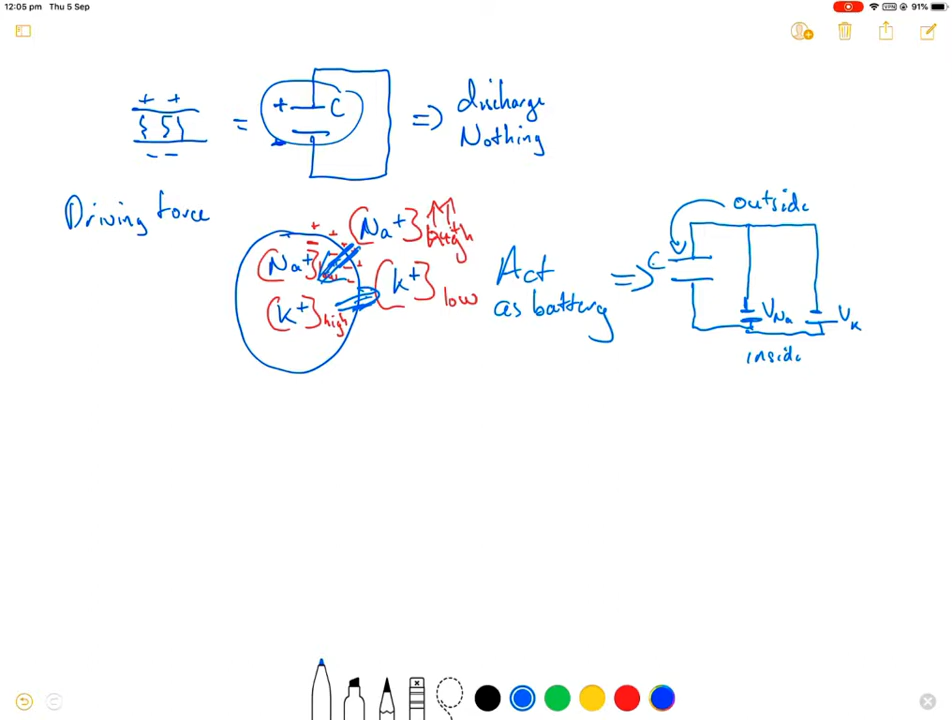 12:05 pm Thu 5 Sep
VPN 91%
+ +
= + C => discharge
Nothing
- -
Driving force
[Na+] high
[Na+]
[K+] high
[K+] low
Act
as battery
=> C
outside
VNa
VK
inside